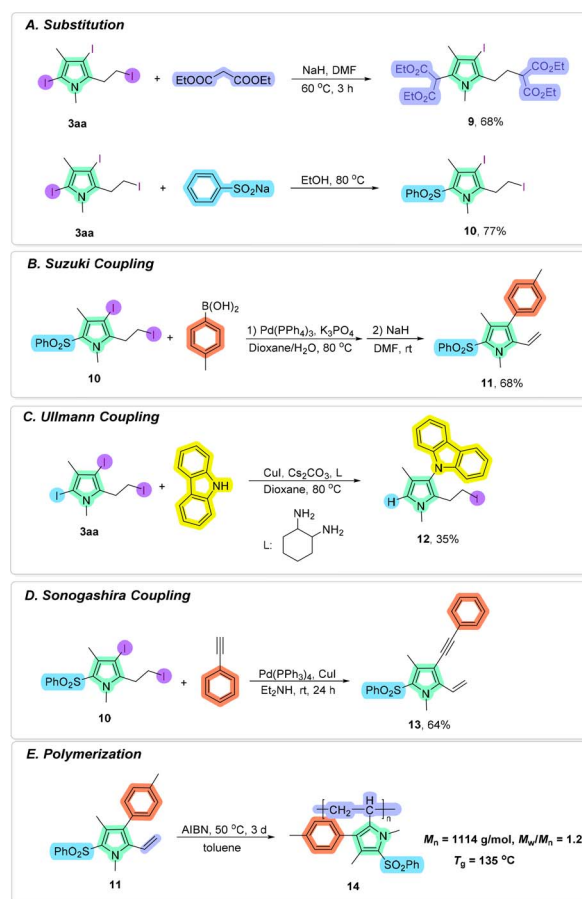 A. Substitution
I
I
I
N
3aa
+
EtOOC
COOEt
NaH, DMF
60 °C, 3 h
EtO2C
EtO2C
I
N
CO2Et
CO2Et
9, 68%
I
I
I
N
3aa
+
SO2Na
EtOH, 80 °C
PhO2S
I
N
I
10, 77%
B. Suzuki Coupling
I
I
PhO2S
N
10
+
B(OH)2
1) Pd(PPh4)3, K3PO4
Dioxane/H2O, 80 °C
2) NaH
DMF, rt
PhO2S
N
11, 68%
C. Ullmann Coupling
I
I
I
N
3aa
+
NH
CuI, Cs2CO3, L
Dioxane, 80 °C
L:
NH2
NH2
N
H
N
I
12, 35%
D. Sonogashira Coupling
I
I
PhO2S
N
10
+
Pd(PPh3)4, CuI
Et2NH, rt, 24 h
PhO2S
N
13, 64%
E. Polymerization
PhO2S
N
11
AIBN, 50 °C, 3 d
toluene
H
CH2-C
n
N
SO2Ph
14
Mn = 1114 g/mol, Mw/Mn = 1.2
Tg = 135 °C